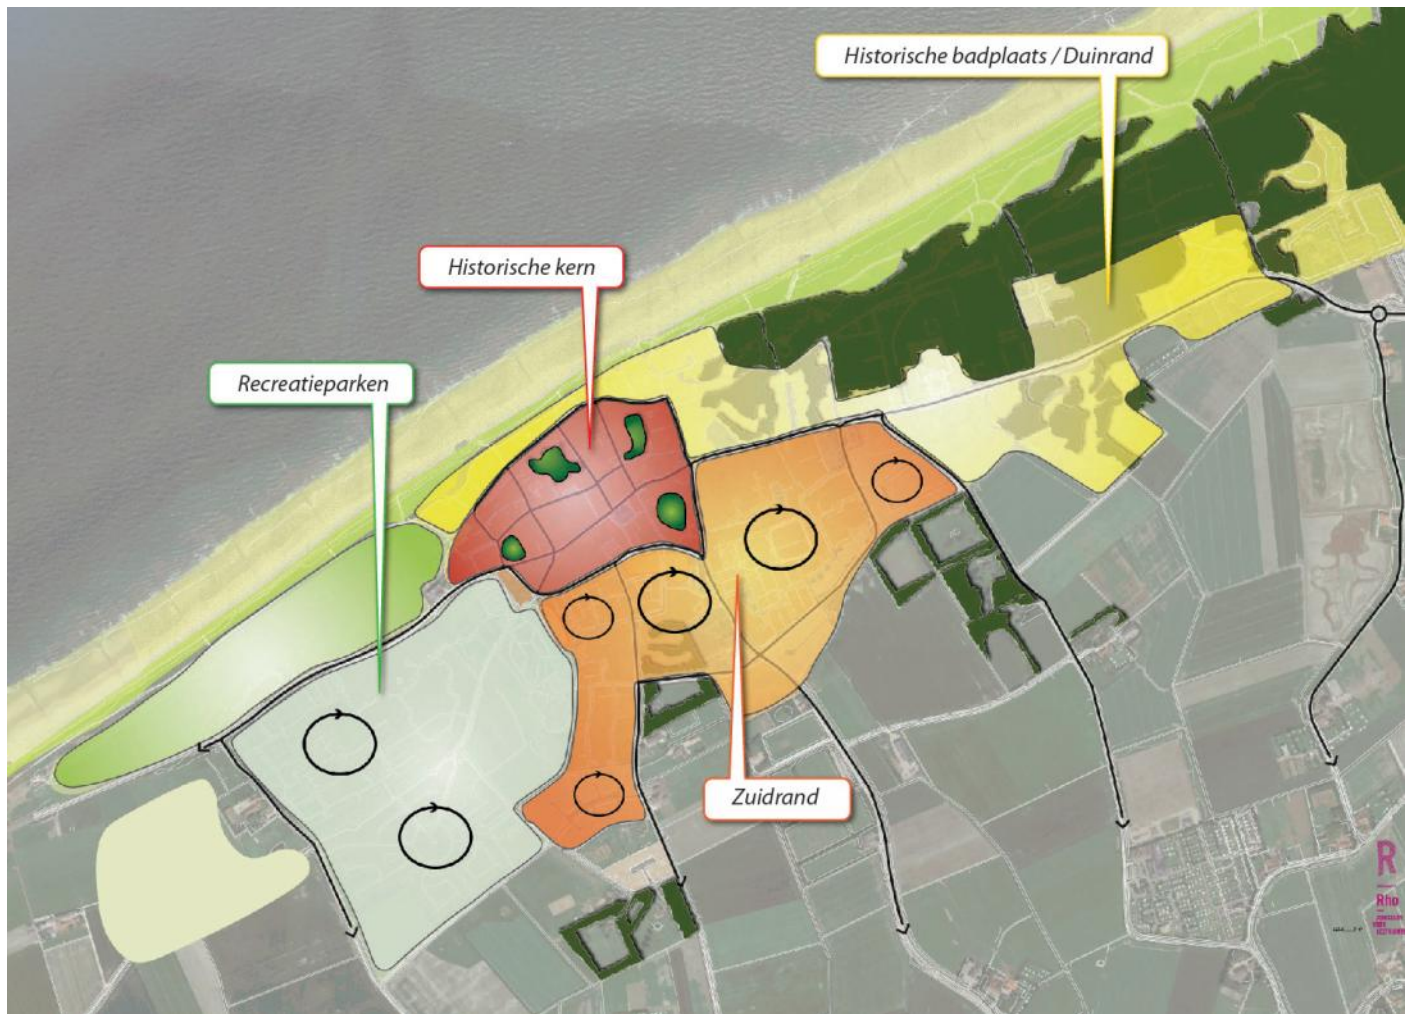 Historische badplaats / Duinrand
Historische kern
Recreatieparken
Zuidrand
R
Rho